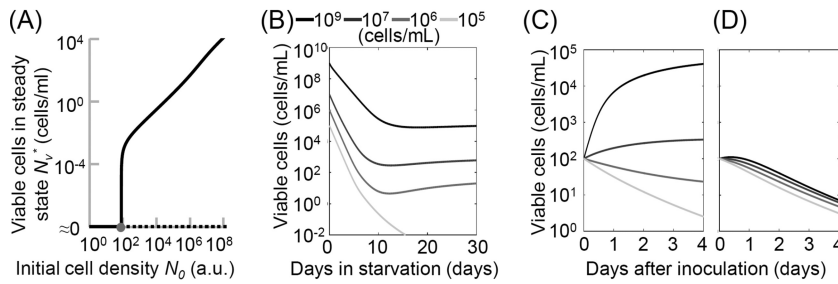 (A)
10^4
10^0
10^-4
≈0
10^0 10^2 10^4 10^6 10^8
Viable cells in steady
state N_v^* (cells/ml)
Initial cell density N_0 (a.u.)
(B)
10^9 10^7 10^6 10^5
(cells/mL)
10^10
10^8
10^6
10^4
10^2
10^0
10^-2
0 10 20 30
Viable cells (cells/mL)
Days in starvation (days)
(C)
10^5
10^4
10^3
10^2
10^1
10^0
0 1 2 3 4
Viable cells (cells/mL)
(D)
0 1 2 3 4
Days after inoculation (days)